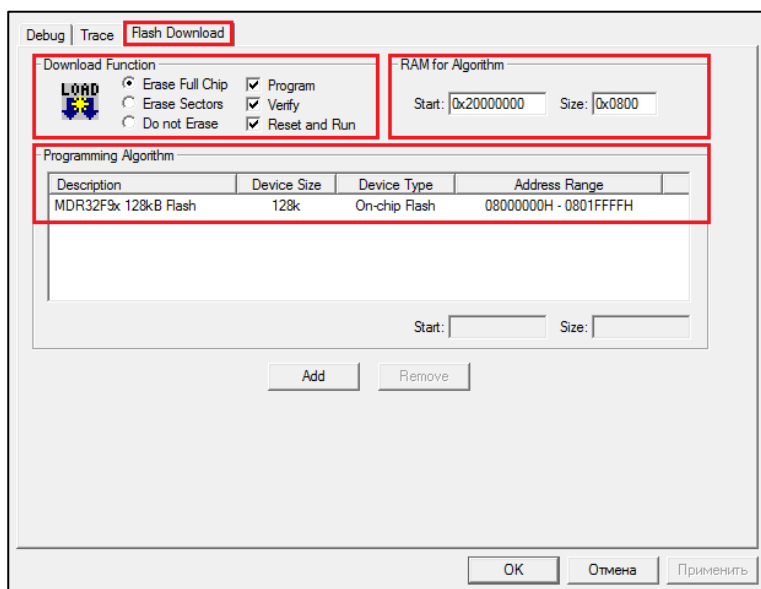 Debug Trace Flash Download
Download Function
LOAD
Erase Full Chip
Erase Sectors
Do not Erase
Program
Verify
Reset and Run
RAM for Algorithm
Start: 0x20000000 Size: 0x0800
Programming Algorithm
Description Device Size Device Type Address Range
MDR32F9x 128kB Flash 128k On-chip Flash 08000000H - 0801FFFFH
Start: Size:
Add Remove
OK Отмена Применить